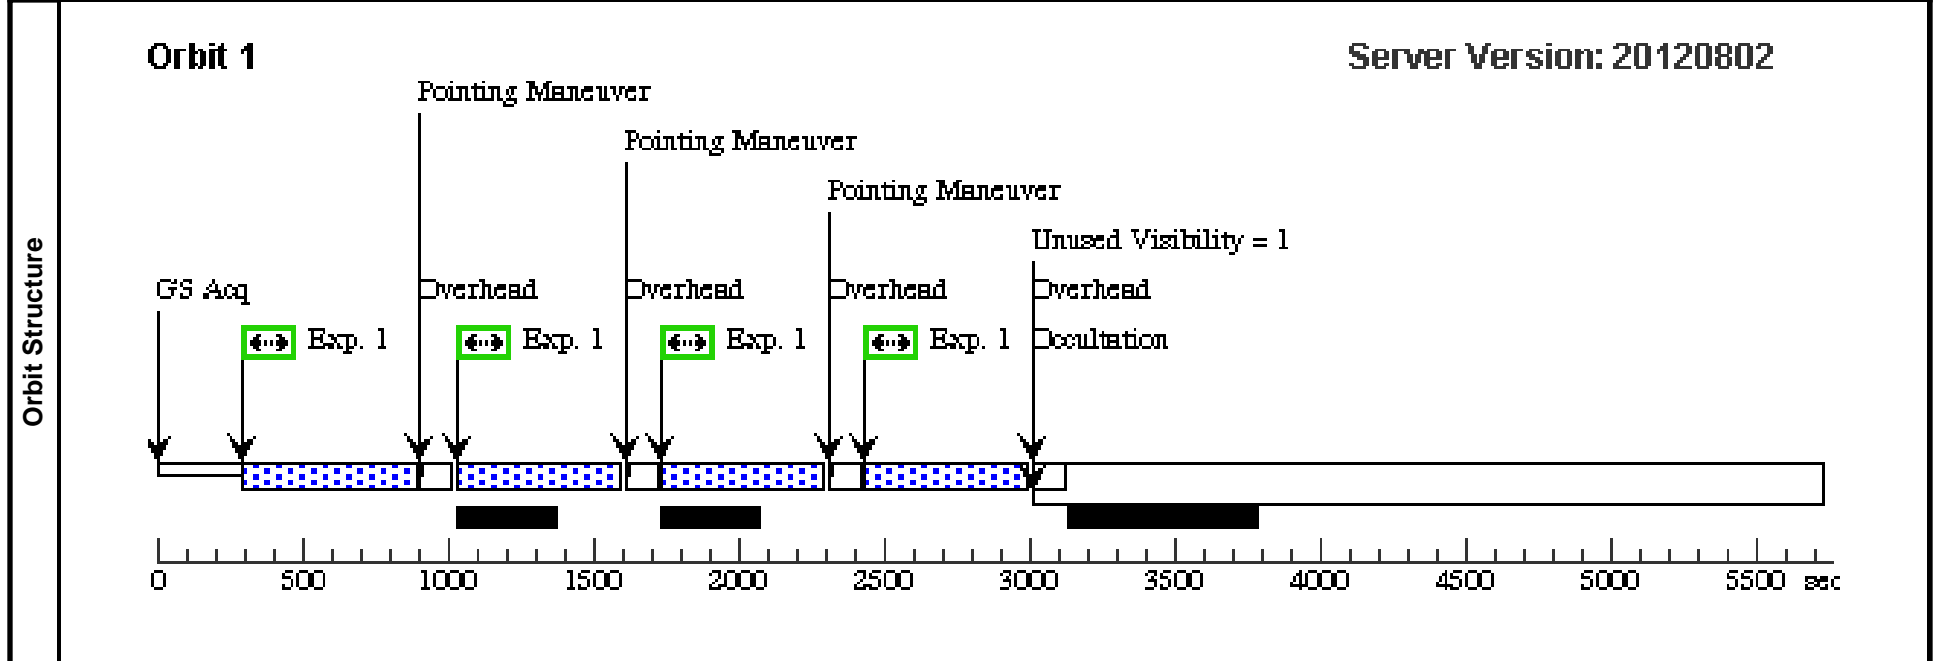 Orbit Structure
Orbit 1
Server Version: 20120802
Pointing Maneuver
Pointing Maneuver
Pointing Maneuver
Unused Visibility = 1
GS Acq
Overhead
Overhead
Overhead
Overhead
Exp. 1
Exp. 1
Exp. 1
Exp. 1
Occultation
0 500 1000 1500 2000 2500 3000 3500 4000 4500 5000 5500 sec